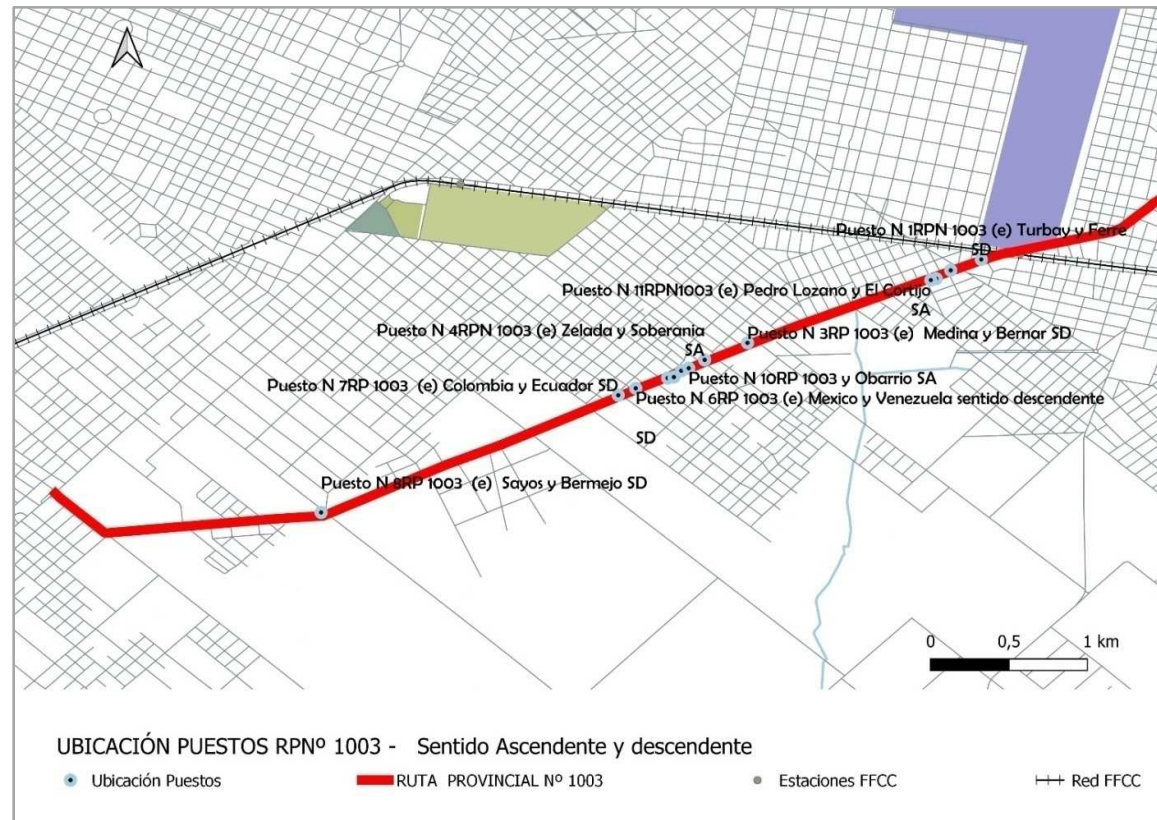 Puesto N 1RPN 1003 (e) Turbay y Ferre
SD
Puesto N 11RPN1003 (e) Pedro Lozano y El Cortijo
SA
Puesto N 4RPN 1003 (e) Zelada y Soberania
SA
Puesto N 3RP 1003 (e) Medina y Bernar SD
Puesto N 7RP 1003 (e) Colombia y Ecuador SD
Puesto N 10RP 1003 y Obarrio SA
Puesto N 6RP 1003 (e) Mexico y Venezuela sentido descendente
SD
Puesto N 8RP 1003 (e) Sayos y Bermejo SD
0 0,5 1 km
UBICACIÓN PUESTOS RPNº 1003 - Sentido Ascendente y descendente
Ubicación Puestos
RUTA PROVINCIAL Nº 1003
Estaciones FFCC
Red FFCC